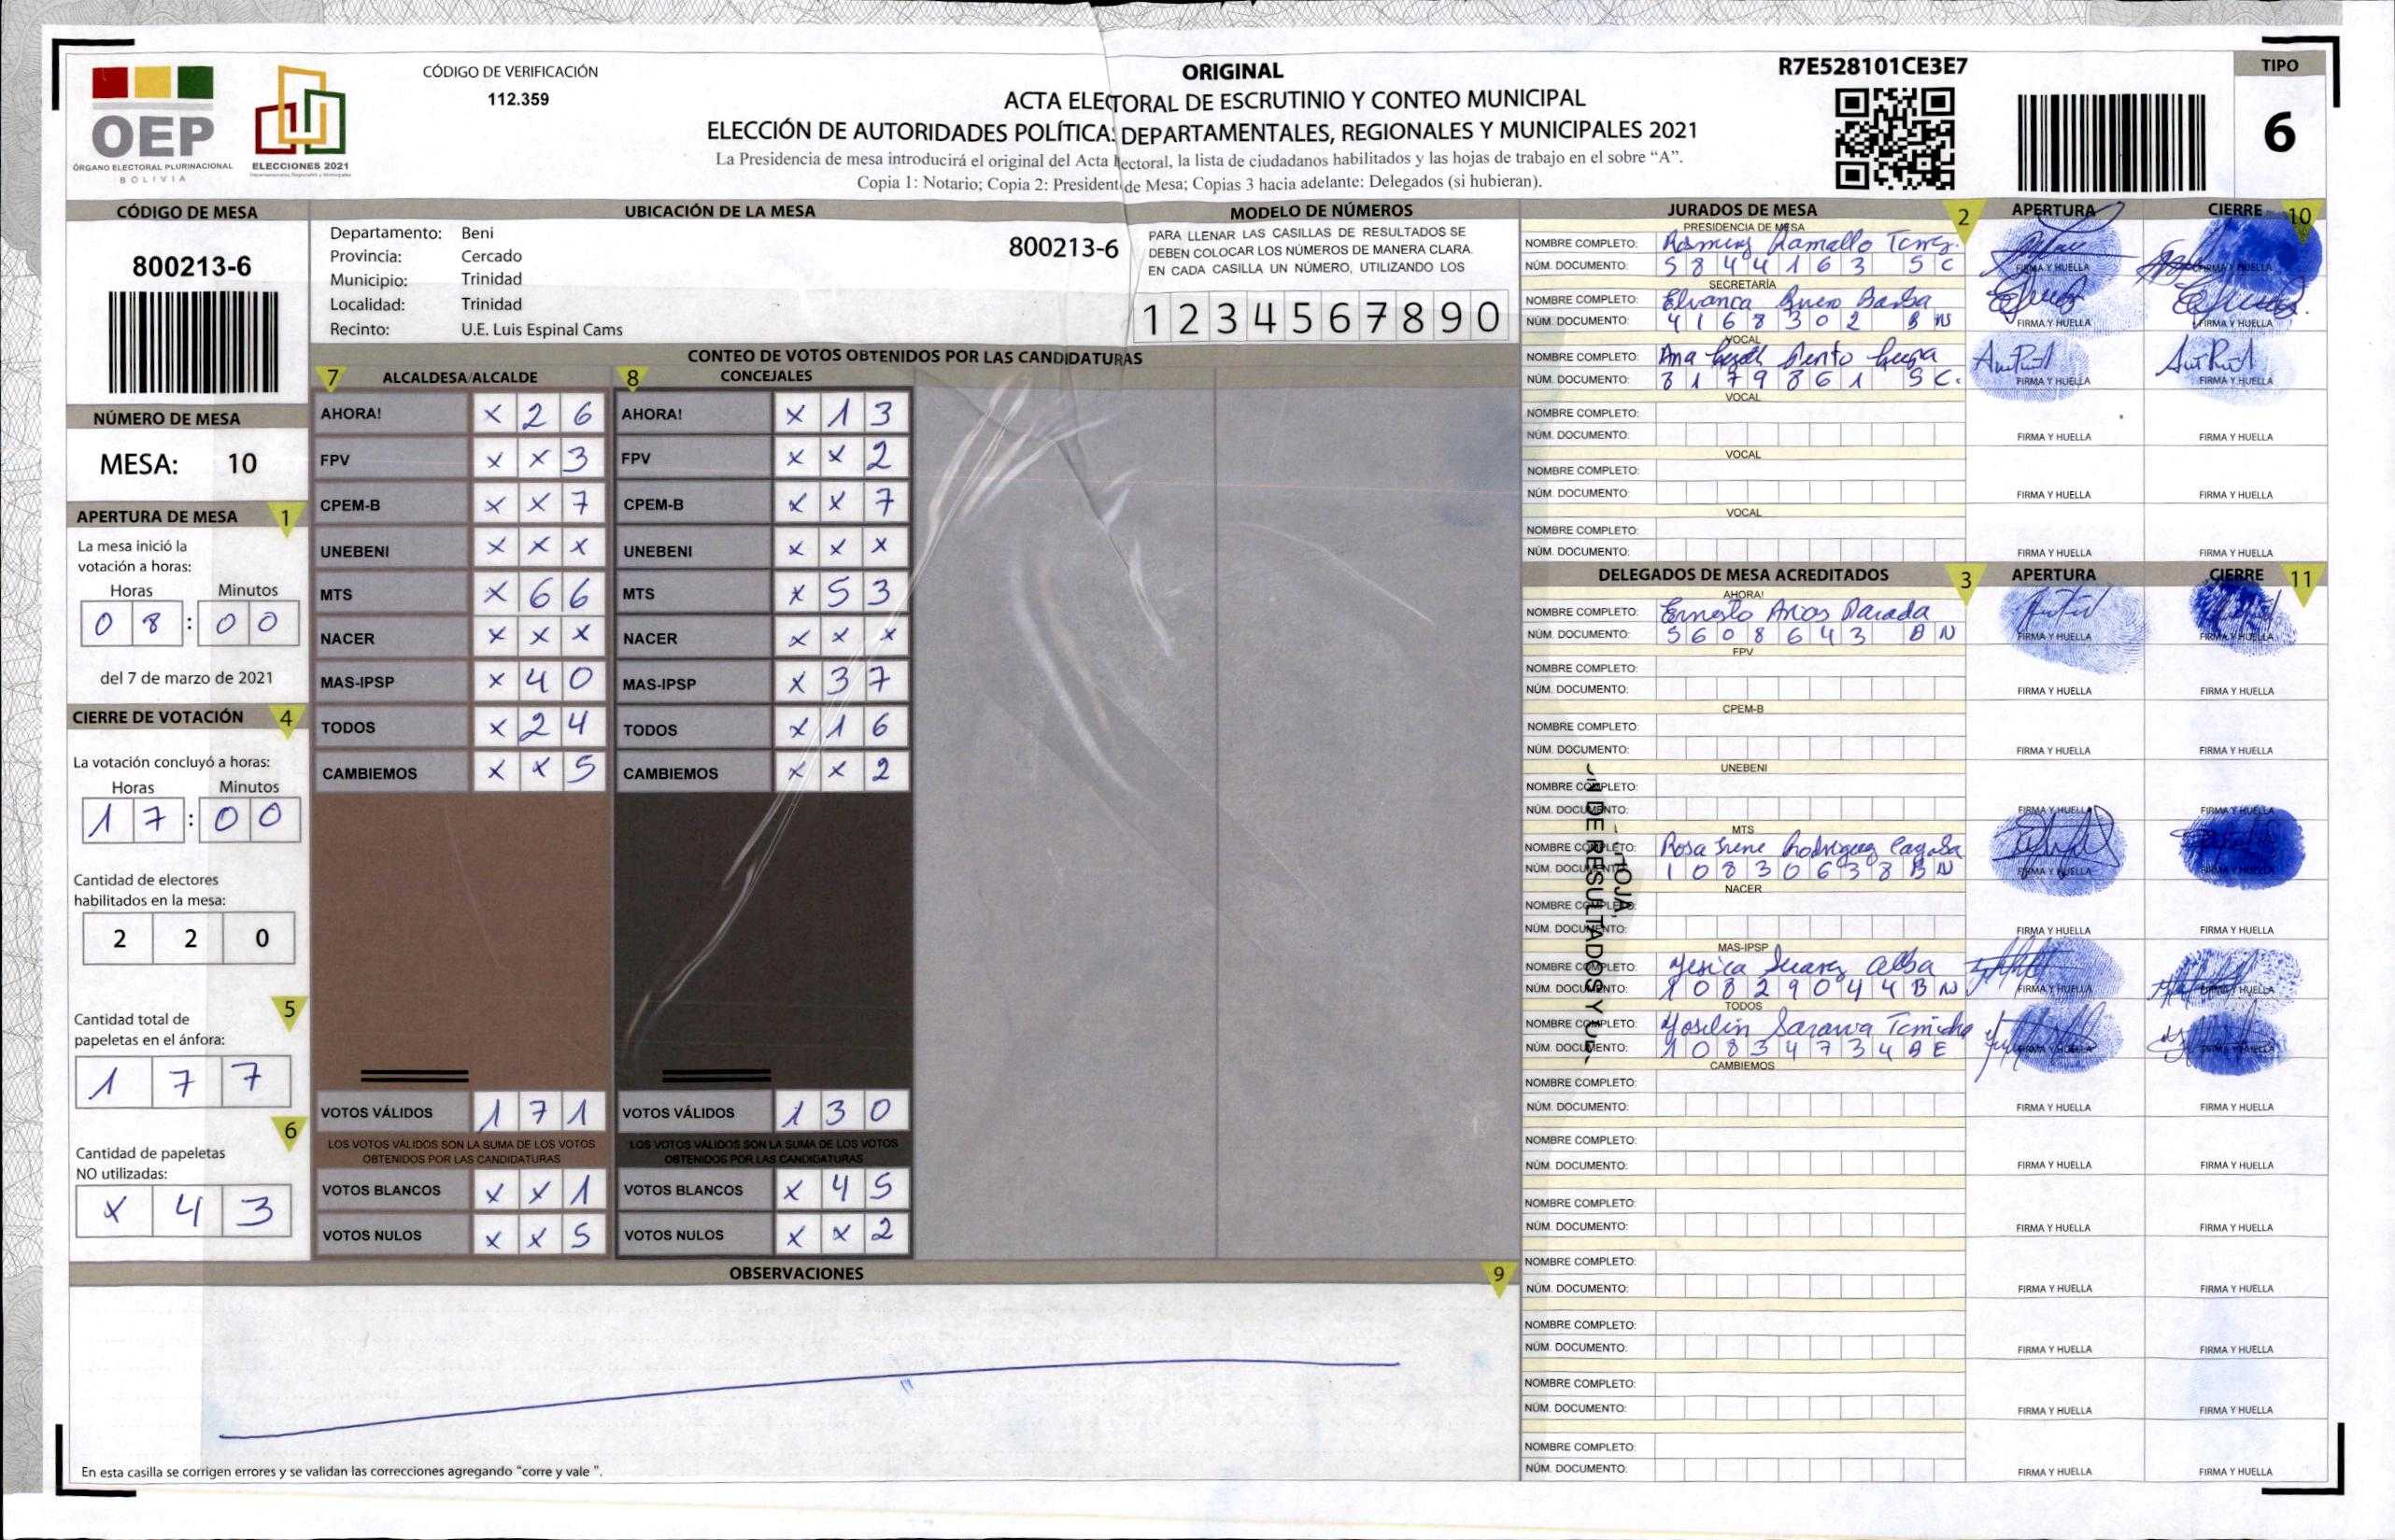 OEP
ÓRGANO ELECTORAL PLURINACIONAL
BOLIVIA
ELECCIONES 2021
CÓDIGO DE VERIFICACIÓN
112.359
ORIGINAL
ACTA ELECTORAL DE ESCRUTINIO Y CONTEO MUNICIPAL
ELECCIÓN DE AUTORIDADES POLÍTICAS DEPARTAMENTALES, REGIONALES Y MUNICIPALES 2021
La Presidencia de mesa introducirá el original del Acta Electoral, la lista de ciudadanos habilitados y las hojas de trabajo en el sobre “A”.
Copia 1: Notario; Copia 2: Presidente de Mesa; Copias 3 hacia adelante: Delegados (si hubieran).
R7E528101CE3E7
TIPO
6
CÓDIGO DE MESA
800213-6
NÚMERO DE MESA
MESA: 10
APERTURA DE MESA 1
La mesa inició la
votación a horas:
Horas Minutos
0 8 : 0 0
del 7 de marzo de 2021
CIERRE DE VOTACIÓN 4
La votación concluyó a horas:
Horas Minutos
1 7 : 0 0
Cantidad de electores
habilitados en la mesa:
2 2 0
5
Cantidad total de
papeletas en el ánfora:
1 7 7
6
Cantidad de papeletas
NO utilizadas:
x 4 3
UBICACIÓN DE LA MESA
Departamento: Beni
Provincia: Cercado
Municipio: Trinidad
Localidad: Trinidad
Recinto: U.E. Luis Espinal Cams
800213-6
MODELO DE NÚMEROS
PARA LLENAR LAS CASILLAS DE RESULTADOS SE
DEBEN COLOCAR LOS NÚMEROS DE MANERA CLARA
EN CADA CASILLA UN NÚMERO, UTILIZANDO LOS
1 2 3 4 5 6 7 8 9 0
CONTEO DE VOTOS OBTENIDOS POR LAS CANDIDATURAS
7 ALCALDESA/ALCALDE
AHORA! x 2 6
FPV x x 3
CPEM-B x x 7
UNEBENI x x x
MTS x 6 6
NACER x x x
MAS-IPSP x 4 0
TODOS x 2 4
CAMBIEMOS x x 5
VOTOS VÁLIDOS 1 7 1
LOS VOTOS VÁLIDOS SON LA SUMA DE LOS VOTOS
OBTENIDOS POR LAS CANDIDATURAS
VOTOS BLANCOS x x 1
VOTOS NULOS x x 5
8 CONCEJALES
AHORA! x 1 3
FPV x x 2
CPEM-B x x 7
UNEBENI x x x
MTS x 5 3
NACER x x x
MAS-IPSP x 3 7
TODOS x 1 6
CAMBIEMOS x x 2
VOTOS VÁLIDOS 1 3 0
LOS VOTOS VÁLIDOS SON LA SUMA DE LOS VOTOS
OBTENIDOS POR LAS CANDIDATURAS
VOTOS BLANCOS x 4 5
VOTOS NULOS x x 2
OBSERVACIONES 9
En esta casilla se corrigen errores y se validan las correcciones agregando “corre y vale ”.
JURADOS DE MESA 2 APERTURA CIERRE 10
PRESIDENCIA DE MESA
NOMBRE COMPLETO: Ramallo
NÚM. DOCUMENTO: 5 8 4 4 1 6 3 S C FIRMA Y HUELLA FIRMA Y HUELLA
SECRETARÍA
NOMBRE COMPLETO: Barba
NÚM. DOCUMENTO: 4 1 6 8 3 0 2 B N FIRMA Y HUELLA FIRMA Y HUELLA
VOCAL
NOMBRE COMPLETO: Ana
NÚM. DOCUMENTO: 8 1 7 9 8 6 1 S C. FIRMA Y HUELLA FIRMA Y HUELLA
VOCAL
NOMBRE COMPLETO:
NÚM. DOCUMENTO: FIRMA Y HUELLA FIRMA Y HUELLA
VOCAL
NOMBRE COMPLETO:
NÚM. DOCUMENTO: FIRMA Y HUELLA FIRMA Y HUELLA
VOCAL
NOMBRE COMPLETO:
NÚM. DOCUMENTO: FIRMA Y HUELLA FIRMA Y HUELLA
DELEGADOS DE MESA ACREDITADOS 3 APERTURA CIERRE 11
AHORA!
NOMBRE COMPLETO: Ernesto Arias Parada
NÚM. DOCUMENTO: 5 6 0 8 6 4 3 B N FIRMA Y HUELLA FIRMA Y HUELLA
FPV
NOMBRE COMPLETO:
NÚM. DOCUMENTO: FIRMA Y HUELLA FIRMA Y HUELLA
CPEM-B
NOMBRE COMPLETO:
NÚM. DOCUMENTO: FIRMA Y HUELLA FIRMA Y HUELLA
UNEBENI
NOMBRE COMPLETO:
NÚM. DOCUMENTO: FIRMA Y HUELLA FIRMA Y HUELLA
MTS
NOMBRE COMPLETO: Rosa Irene Rodriguez
NÚM. DOCUMENTO: 1 0 8 3 0 6 3 8 B N FIRMA Y HUELLA FIRMA Y HUELLA
NACER
NOMBRE COMPLETO:
NÚM. DOCUMENTO: FIRMA Y HUELLA FIRMA Y HUELLA
MAS-IPSP
NOMBRE COMPLETO: Yesica Suarez Alba
NÚM. DOCUMENTO: 1 0 8 2 9 0 4 4 B N FIRMA Y HUELLA FIRMA Y HUELLA
TODOS
NOMBRE COMPLETO: Yoselin
NÚM. DOCUMENTO: 1 0 8 3 4 7 3 4 B E FIRMA Y HUELLA FIRMA Y HUELLA
CAMBIEMOS
NOMBRE COMPLETO:
NÚM. DOCUMENTO: FIRMA Y HUELLA FIRMA Y HUELLA
NOMBRE COMPLETO:
NÚM. DOCUMENTO: FIRMA Y HUELLA FIRMA Y HUELLA
NOMBRE COMPLETO:
NÚM. DOCUMENTO: FIRMA Y HUELLA FIRMA Y HUELLA
NOMBRE COMPLETO:
NÚM. DOCUMENTO: FIRMA Y HUELLA FIRMA Y HUELLA
NOMBRE COMPLETO:
NÚM. DOCUMENTO: FIRMA Y HUELLA FIRMA Y HUELLA
NOMBRE COMPLETO:
NÚM. DOCUMENTO: FIRMA Y HUELLA FIRMA Y HUELLA
NOMBRE COMPLETO:
NÚM. DOCUMENTO: FIRMA Y HUELLA FIRMA Y HUELLA
DE RESULTADOS Y